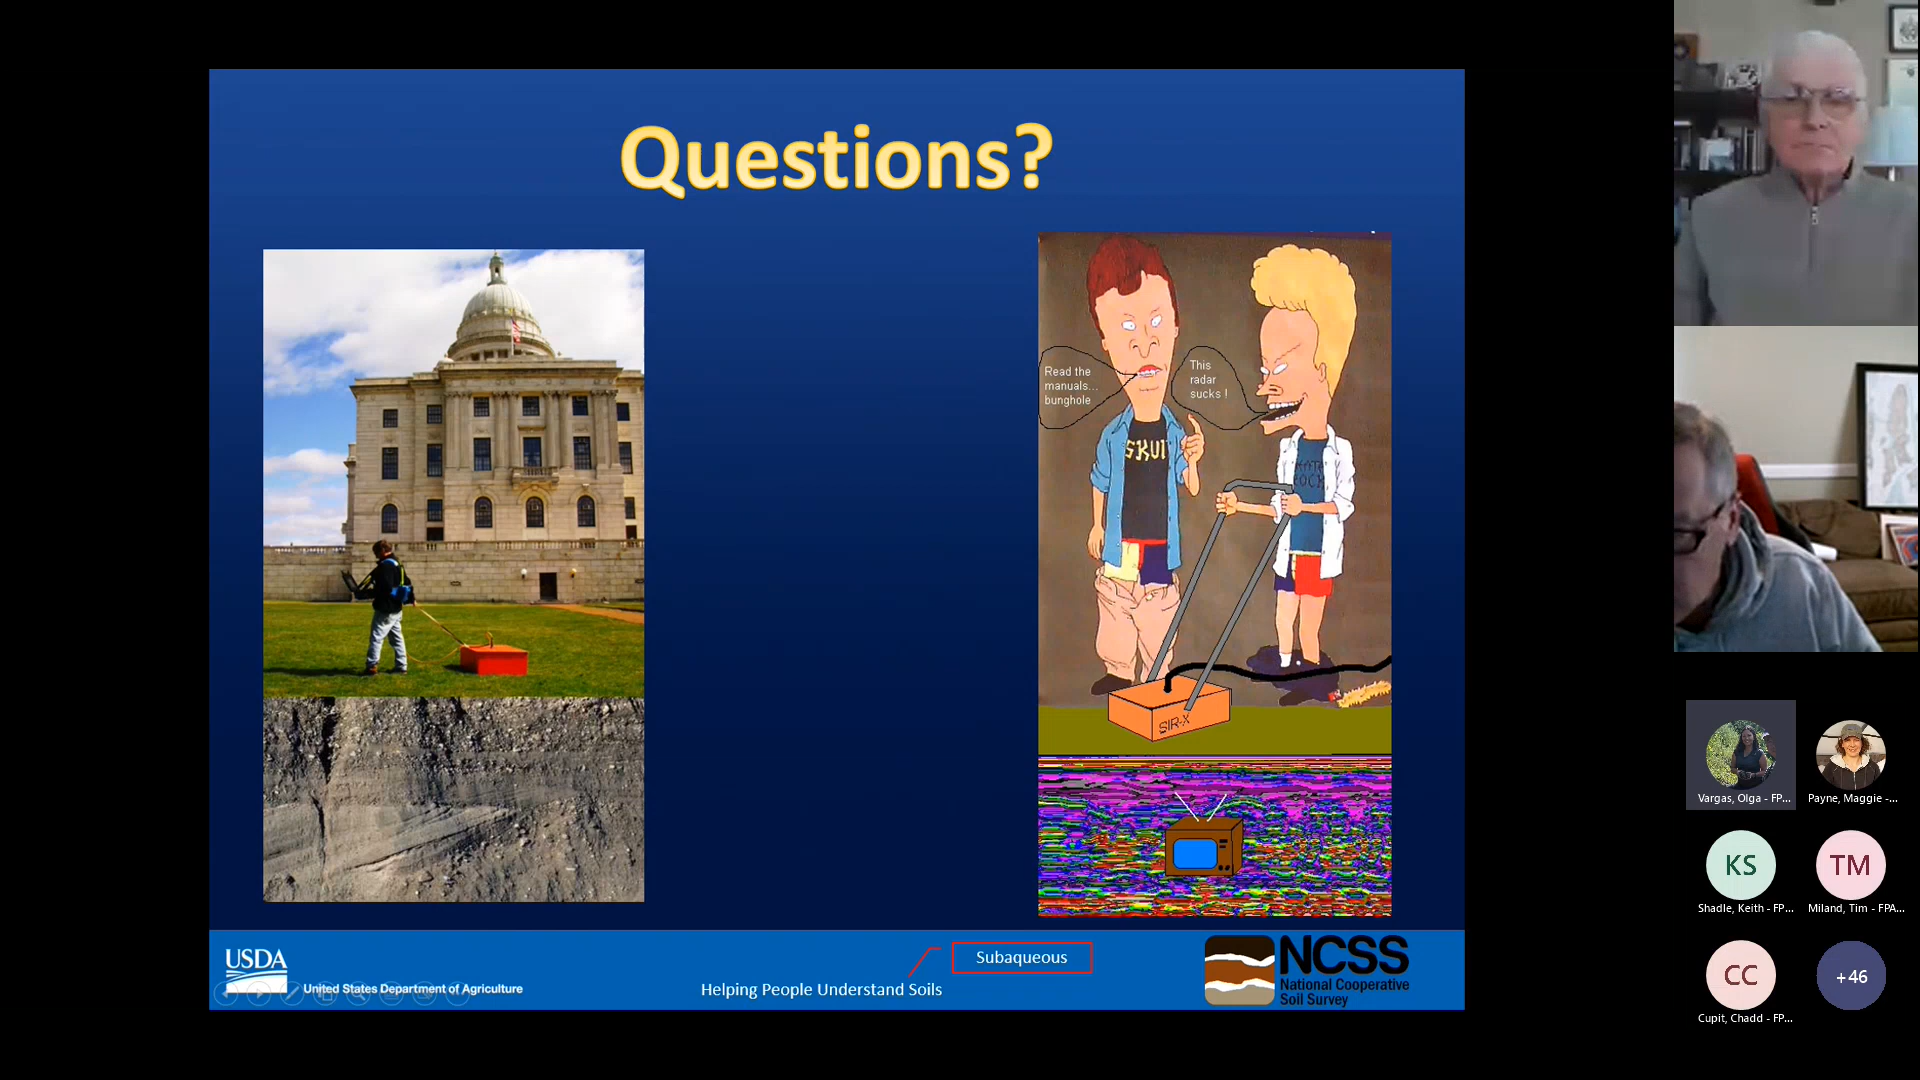 Questions?
Read the
manuals...
bunghole
This
radar
sucks !
SKUL
SIR-X
Subaqueous
Helping People Understand Soils
USDA
United States Department of Agriculture
NCSS
National Cooperative
Soil Survey
Vargas, Olga - FP...
Payne, Maggie -...
KS
Shadle, Keith - FP...
TM
Miland, Tim - FPA...
CC
Cupit, Chadd - FP...
+46